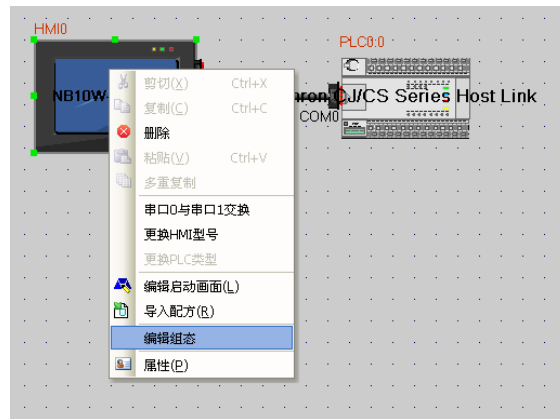 HMI0
PLC0:0
NB10W-
ron CJ/CS Series Host Link
COM0
剪切(X) Ctrl+X
复制(C) Ctrl+C
删除
粘贴(V) Ctrl+V
多重复制
串口0与串口1交换
更换HMI型号
更换PLC类型
编辑启动画面(L)
导入配方(R)
编辑组态
属性(P)